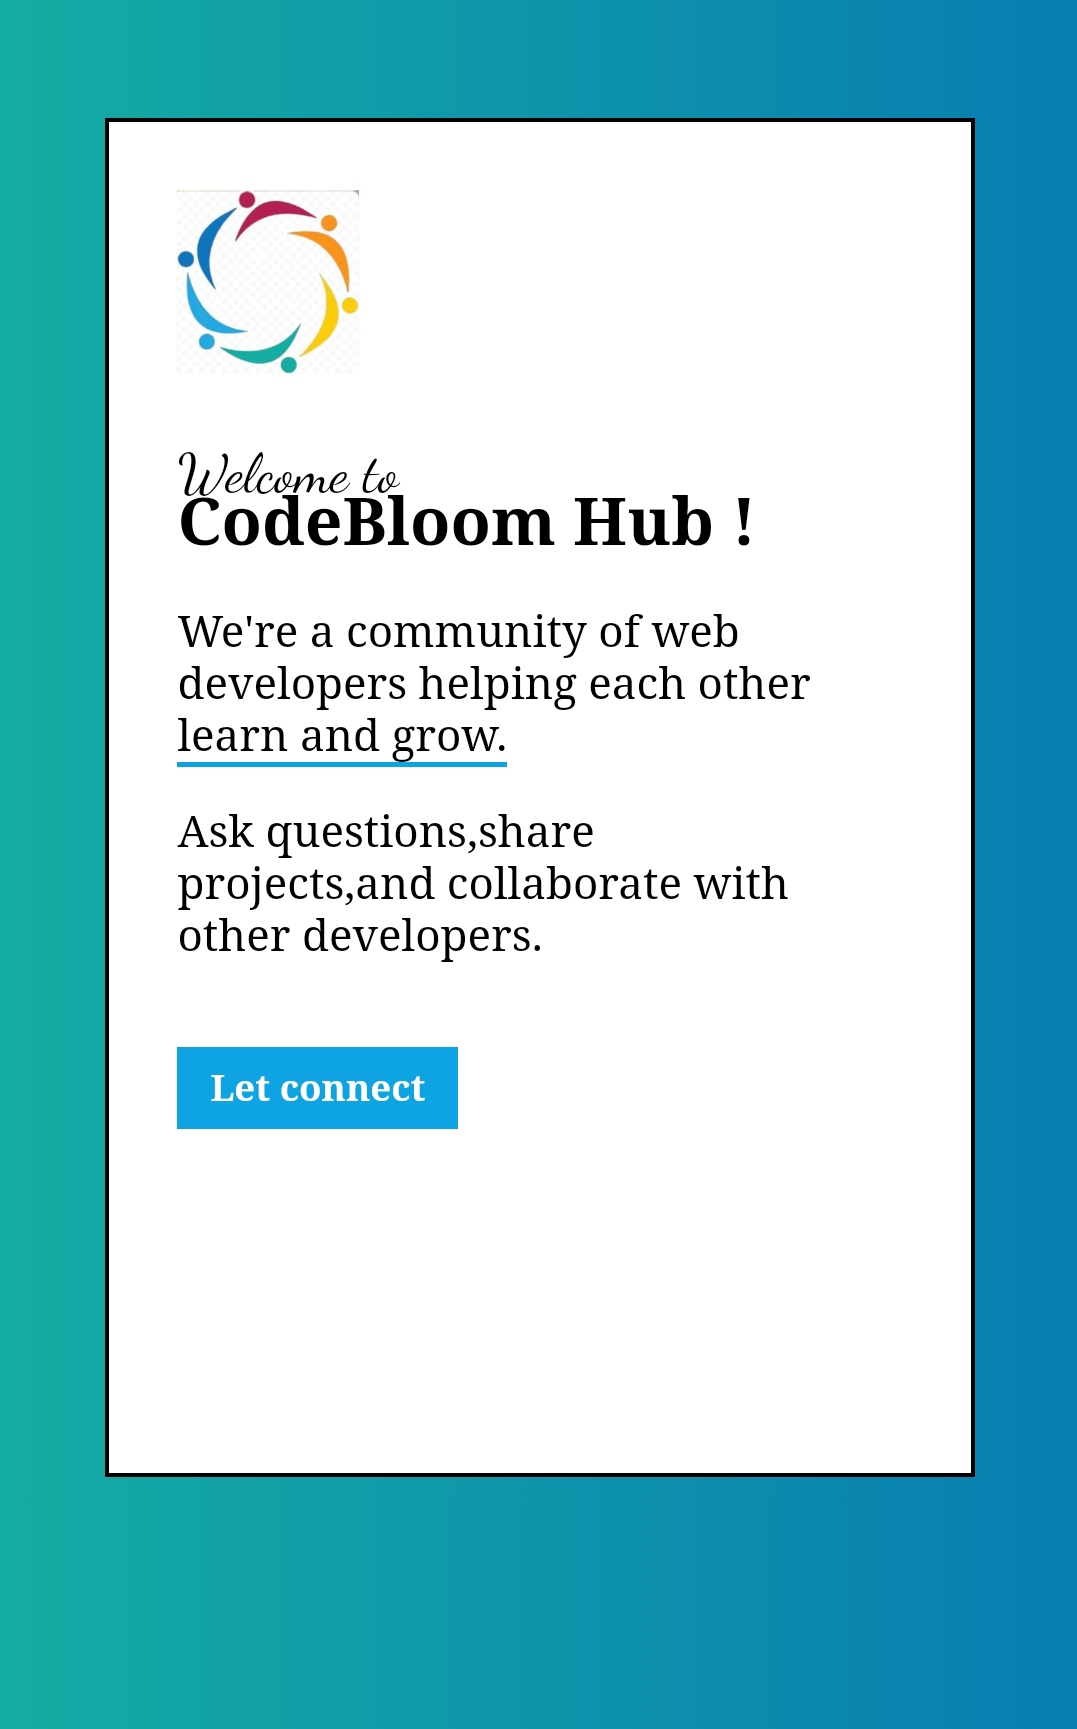 Welcome to
CodeBloom Hub !
We're a community of web
developers helping each other
learn and grow.
Ask questions,share
projects,and collaborate with
other developers.
Let connect